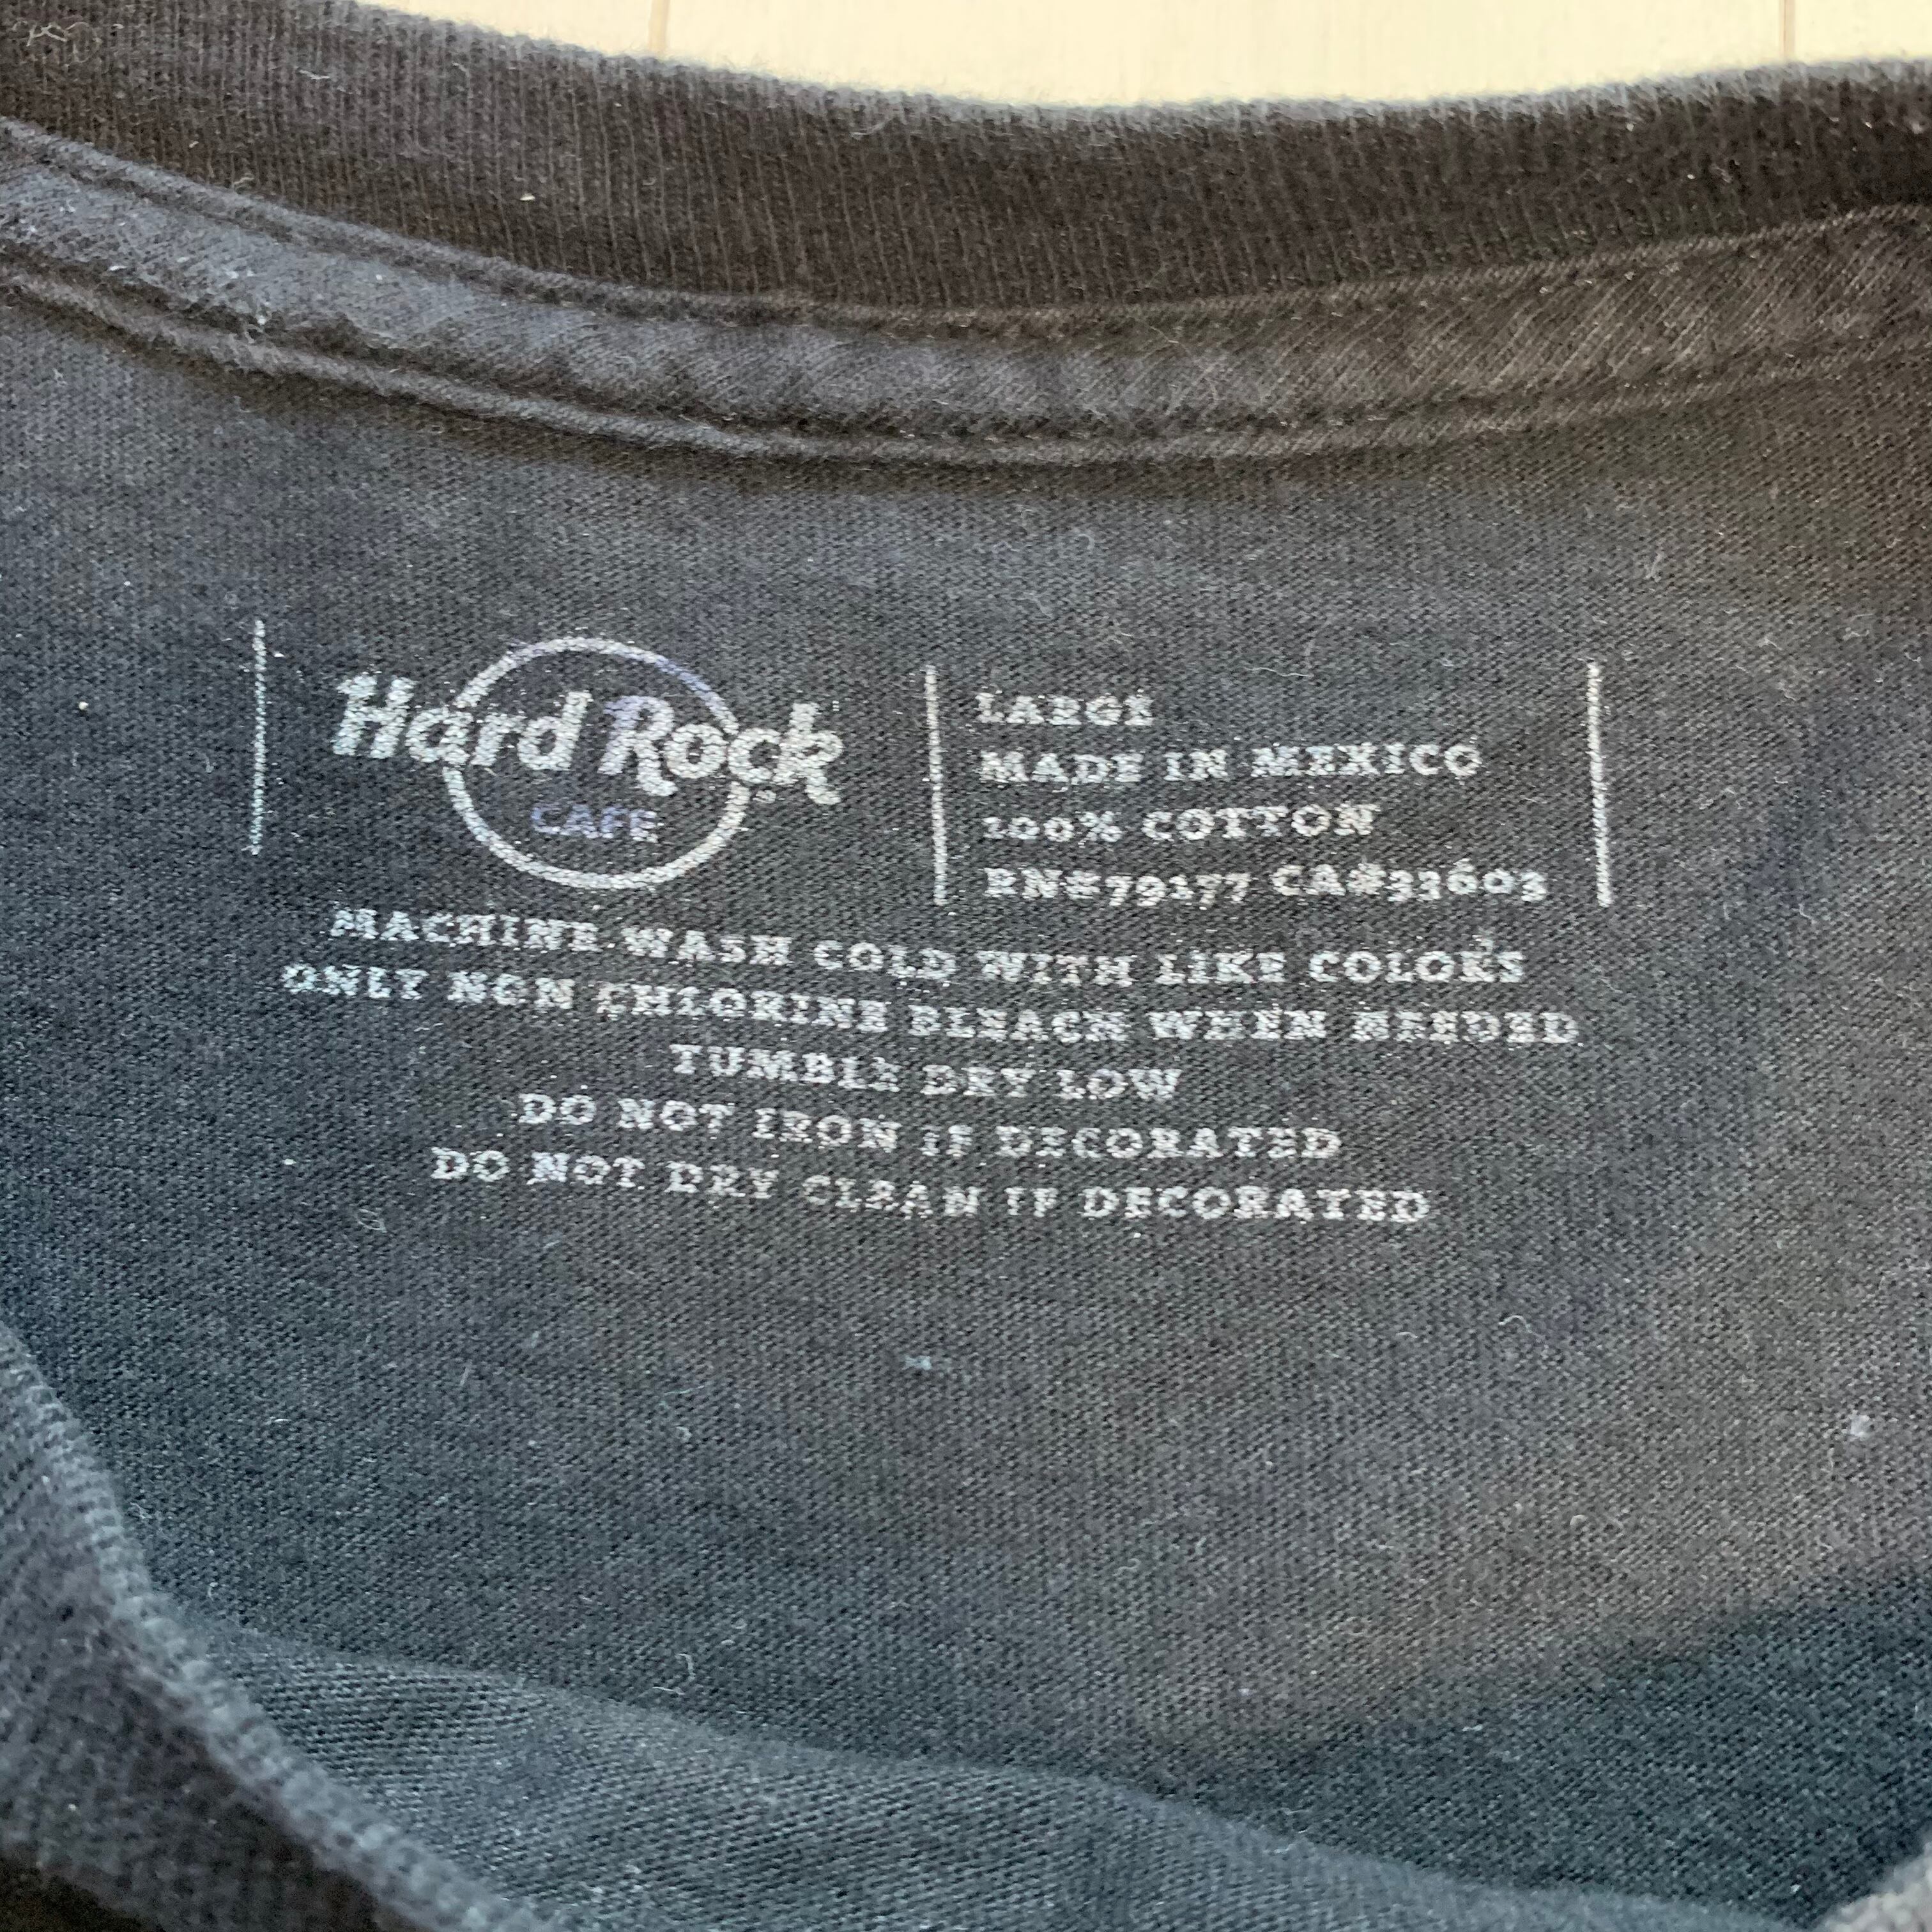 Hard Rock
CAFE
LARGE
MADE IN MEXICO
100% COTTON
RN#79177 CA#33603
MACHINE WASH COLD WITH LIKE COLORS
ONLY NON CHLORINE BLEACH WHEN NEEDED
TUMBLE DRY LOW
DO NOT IRON IF DECORATED
DO NOT DRY CLEAN IF DECORATED